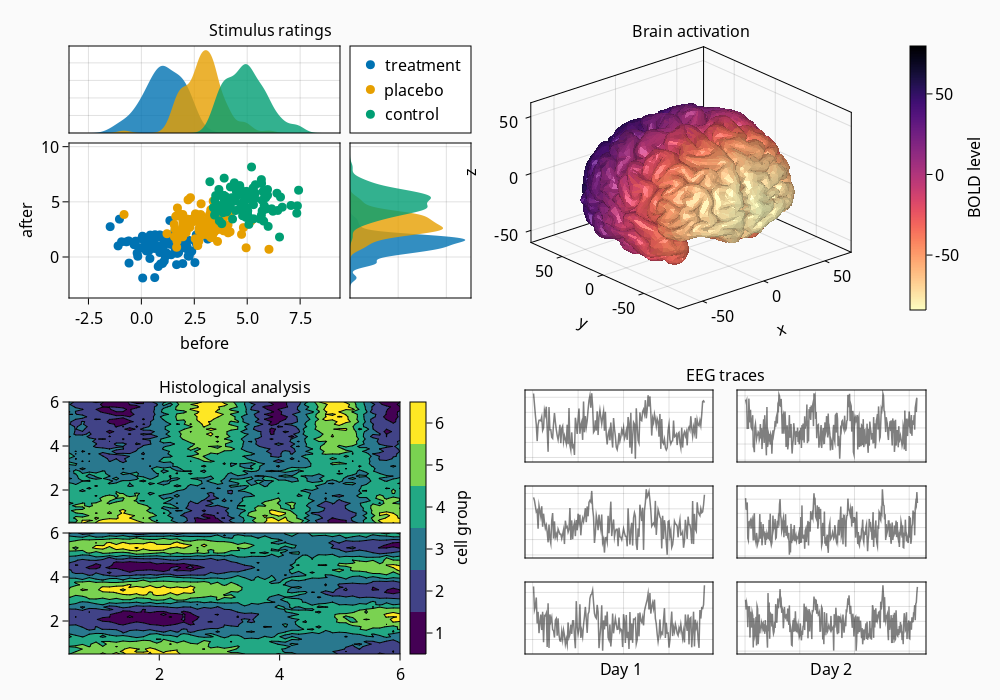 Stimulus ratings
treatment
placebo
control
10
5
0
after
-2.5 0.0 2.5 5.0 7.5
before
Brain activation
50
0
-50
z
50
0
-50
y
-50
0
50
x
50
0
-50
BOLD level
Histological analysis
6
4
2
6
4
2
2 4 6
6
5
4
3
2
1
cell group
EEG traces
Day 1
Day 2